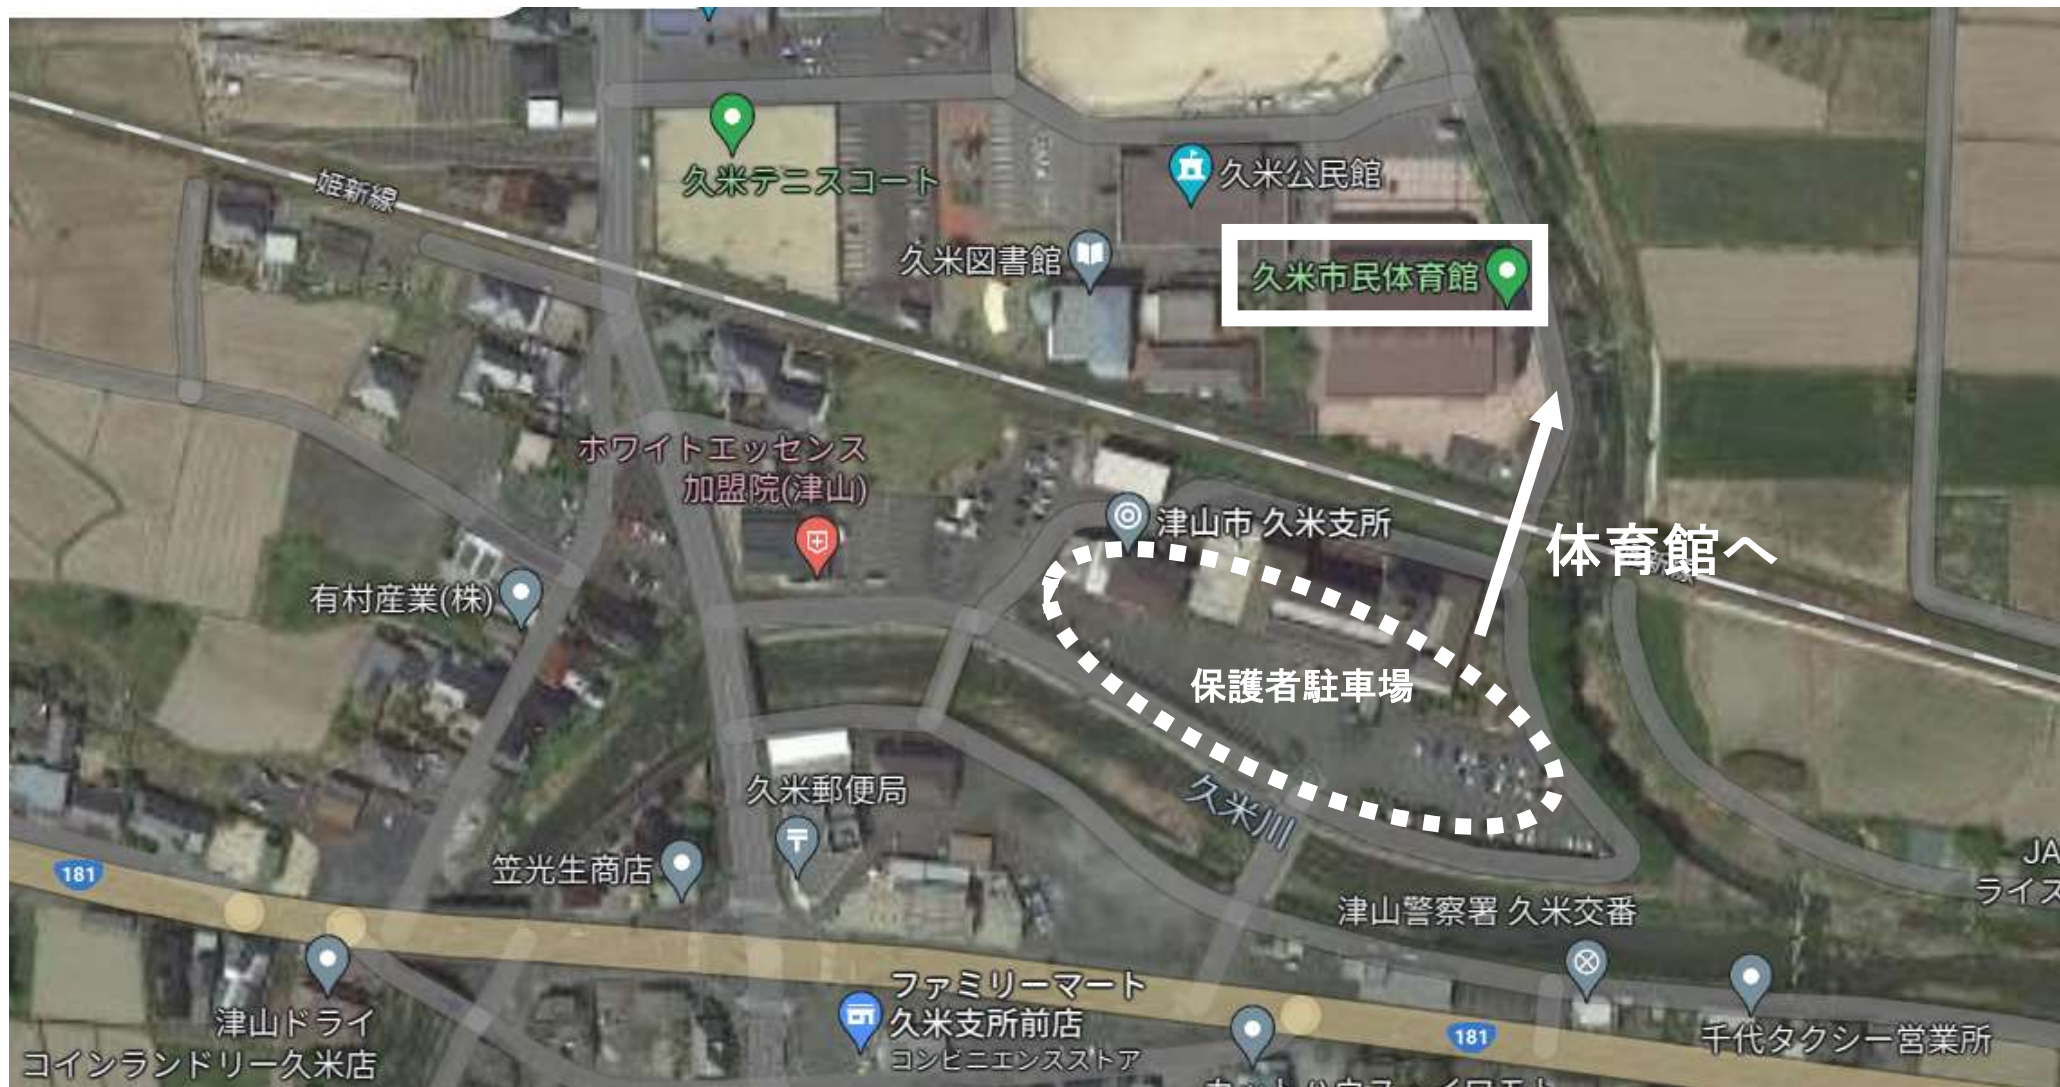 久米テニスコート
久米公民館
姫新線
久米図書館
久米市民体育館
ホワイトエッセンス
加盟院(津山)
津山市 久米支所
体育館へ
有村産業(株)
保護者駐車場
久米郵便局
久米川
笠光生商店
181
JA
ライス
津山警察署 久米交番
ファミリーマート
久米支所前店
コンビニエンスストア
津山ドライ
コインランドリー久米店
181
千代タクシー営業所